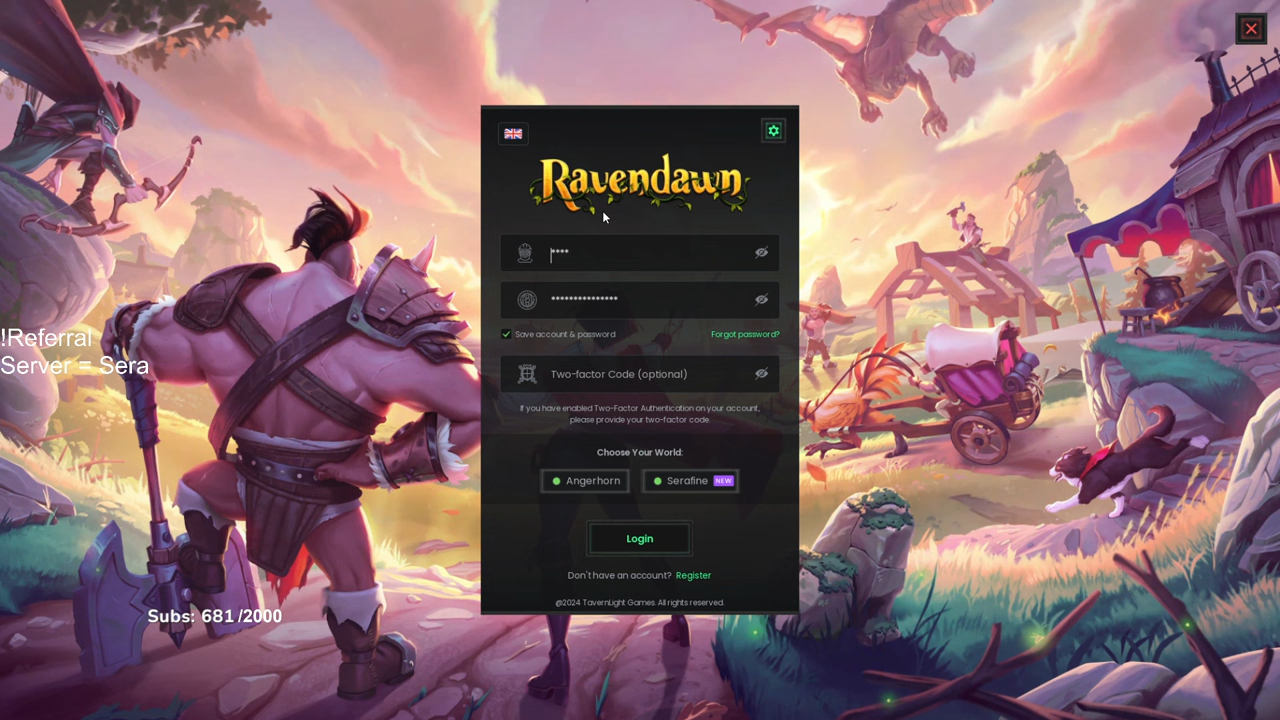 Ravendawn
****
***************
Save account & password
Forgot password?
Two-factor Code (optional)
If you have enabled Two-Factor Authentication on your account,
please provide your two-factor code.
Choose Your World:
Angerhorn
Serafine NEW
Login
Don't have an account? Register
@2024 TavernLight Games. All rights reserved.
!Referral
Server = Sera
Subs: 681 /2000